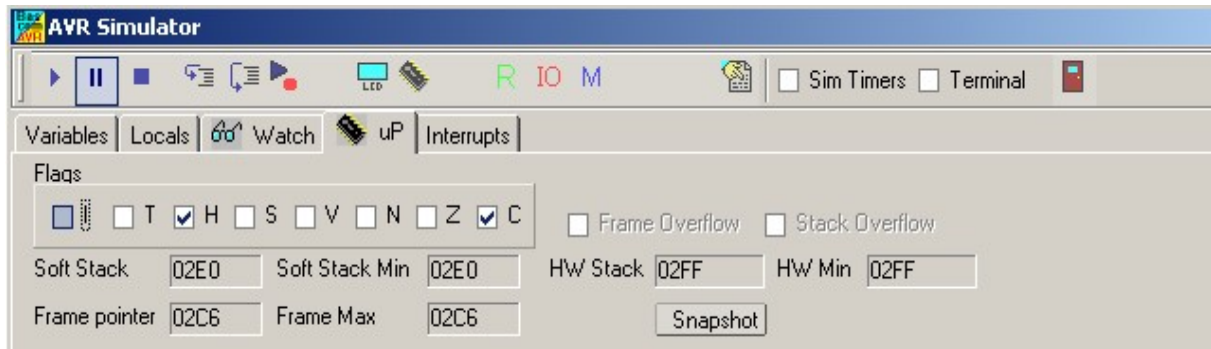 AVR Simulator
LCD R IO M Sim Timers Terminal
Variables Locals Watch uP Interrupts
Flags
I T H S V N Z C Frame Overflow Stack Overflow
Soft Stack 02E0 Soft Stack Min 02E0 HW Stack 02FF HW Min 02FF
Frame pointer 02C6 Frame Max 02C6 Snapshot